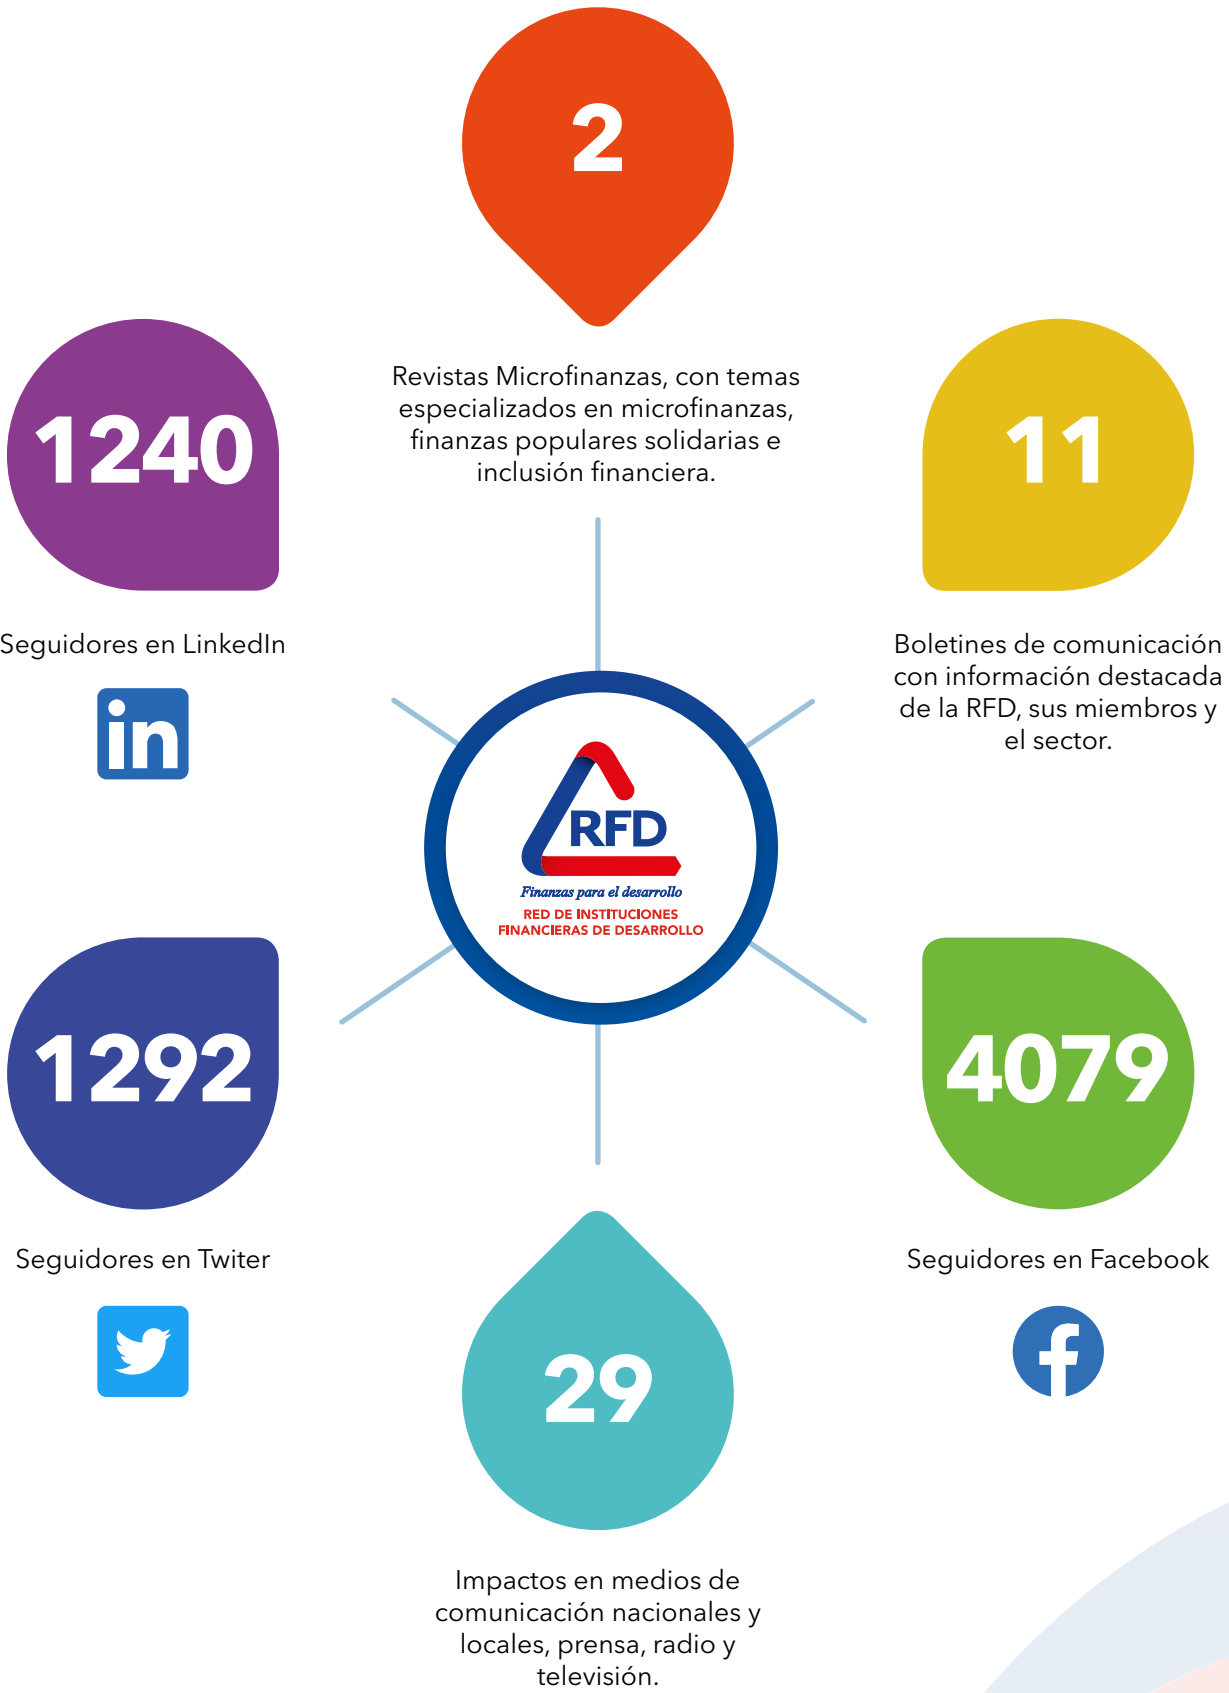 2
Revistas Microfinanzas, con temas
especializados en microfinanzas,
finanzas populares solidarias e
inclusión financiera.
1240
Seguidores en LinkedIn
in
11
Boletines de comunicación
con información destacada
de la RFD, sus miembros y
el sector.
RFD
Finanzas para el desarrollo
RED DE INSTITUCIONES
FINANCIERAS DE DESARROLLO
1292
Seguidores en Twiter
4079
Seguidores en Facebook
f
29
Impactos en medios de
comunicación nacionales y
locales, prensa, radio y
televisión.